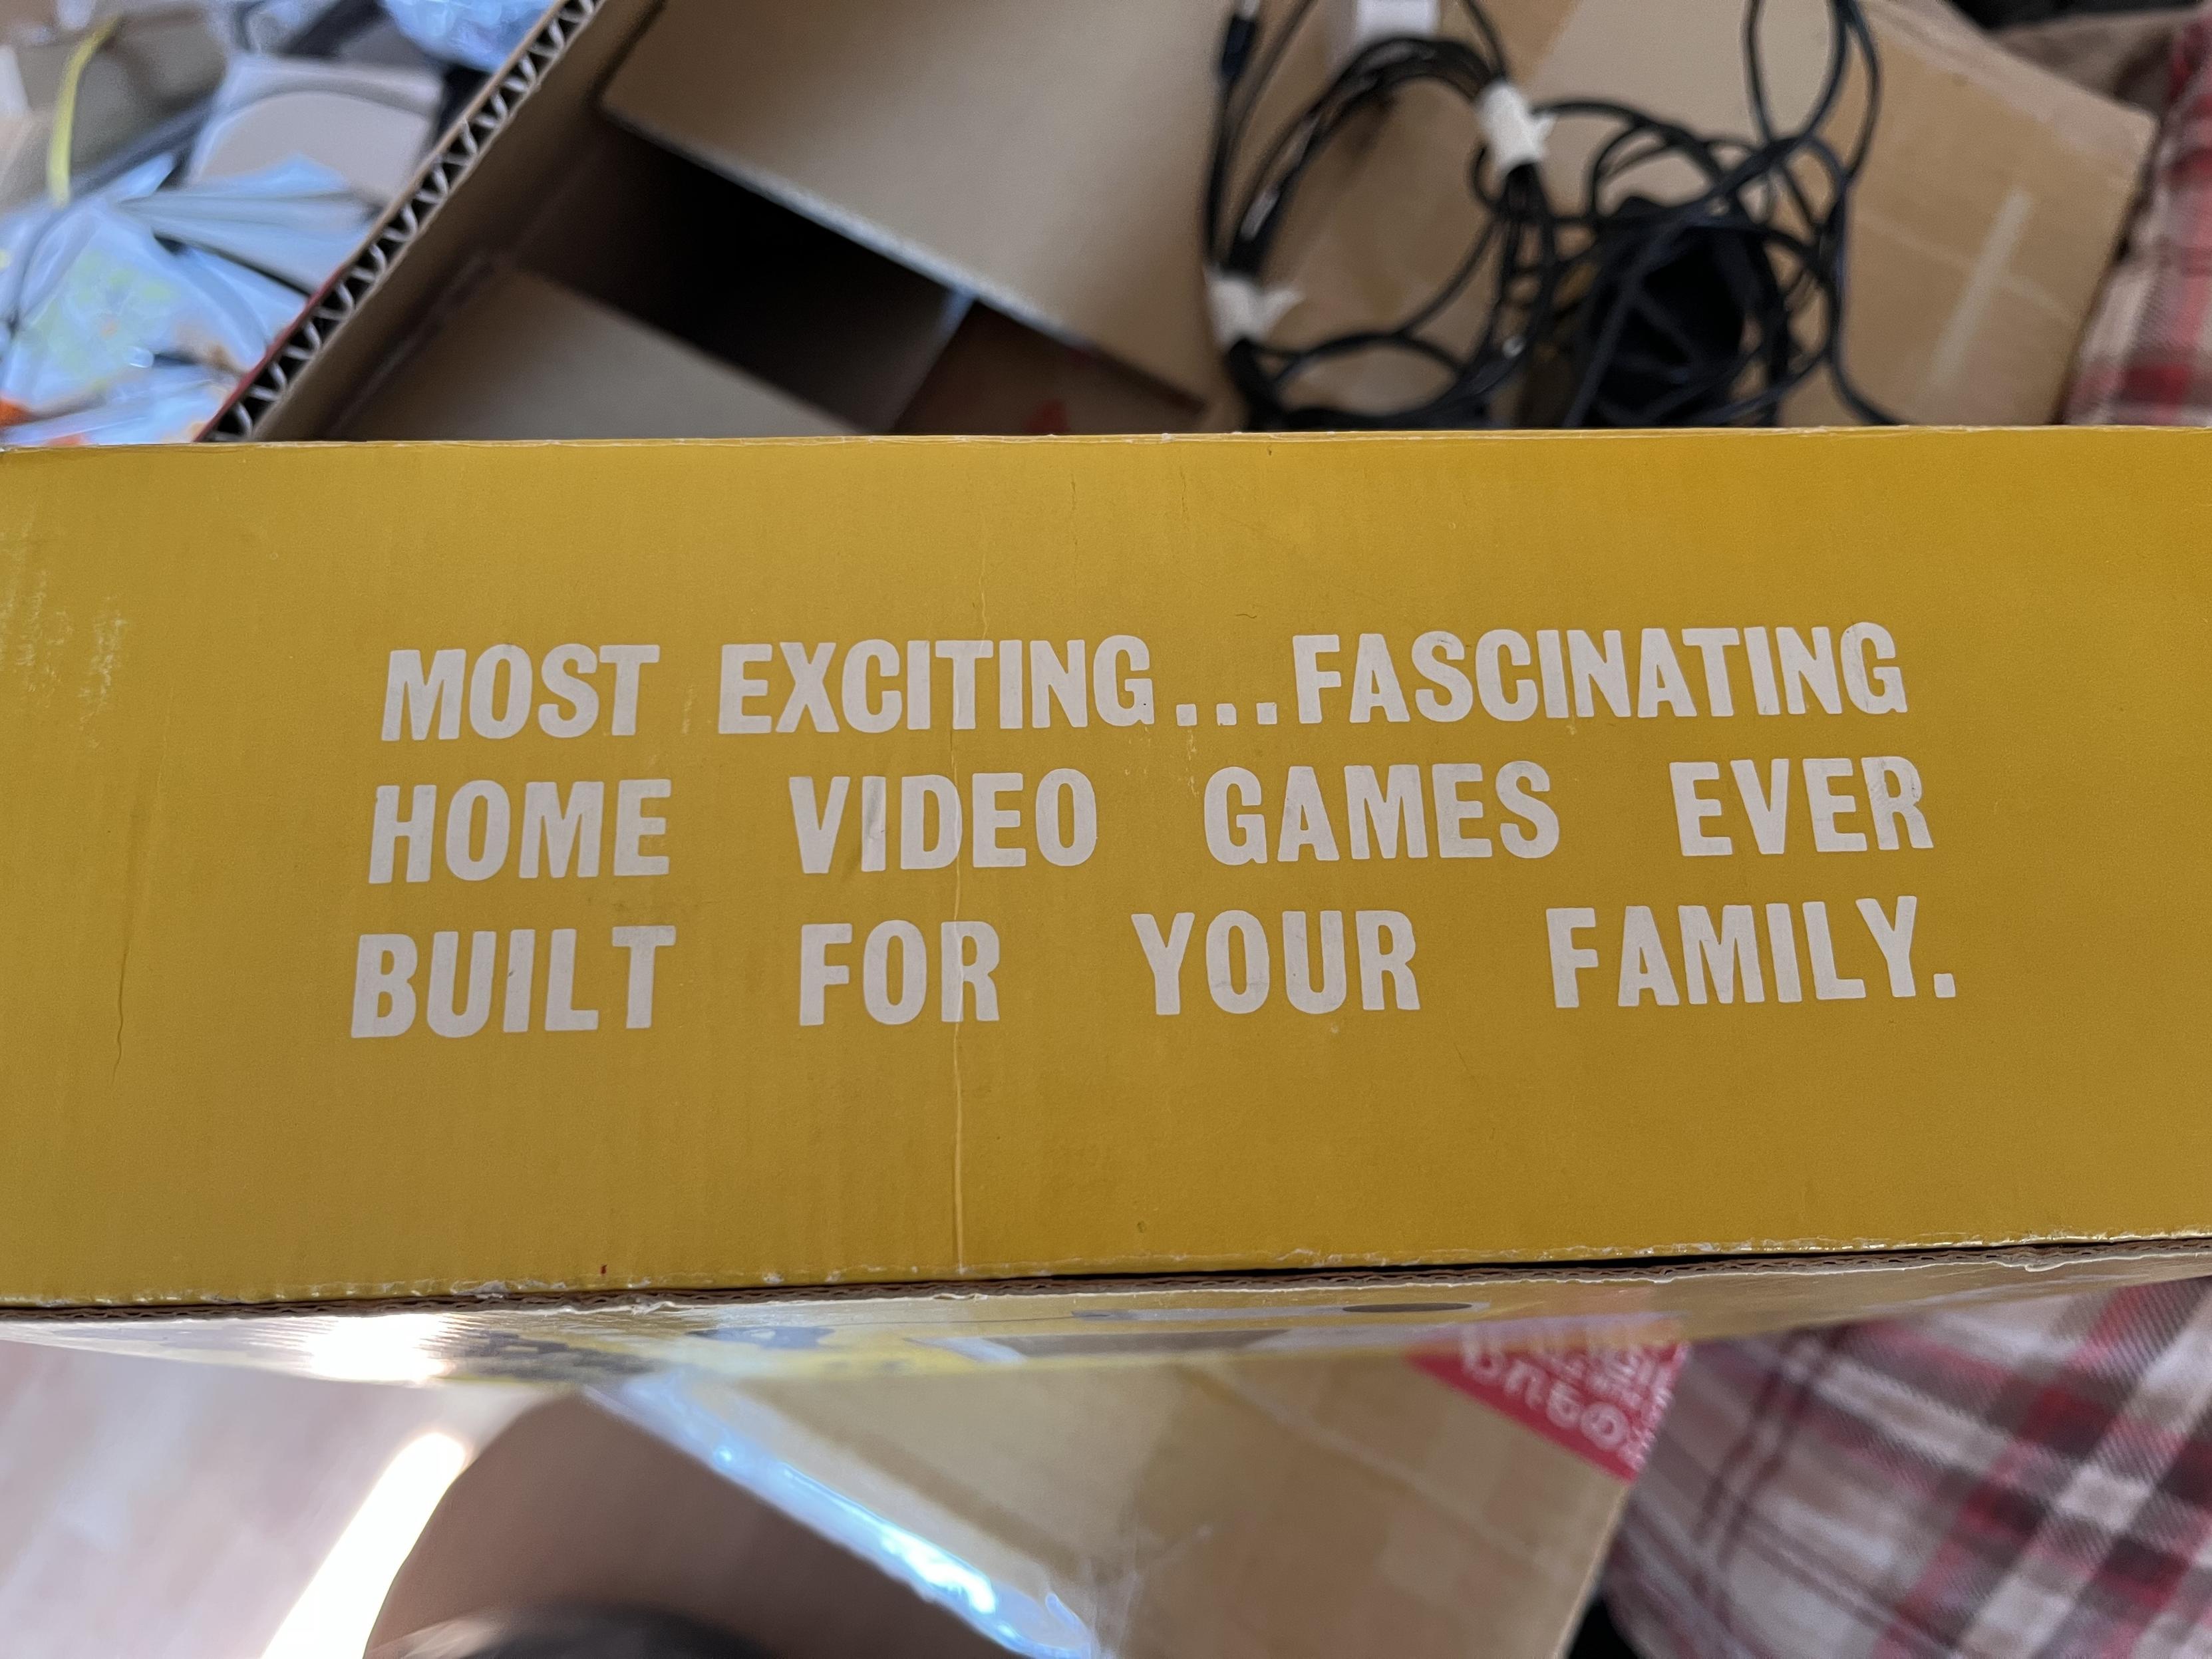 MOST EXCITING...FASCINATING
HOME VIDEO GAMES EVER
BUILT FOR YOUR FAMILY.